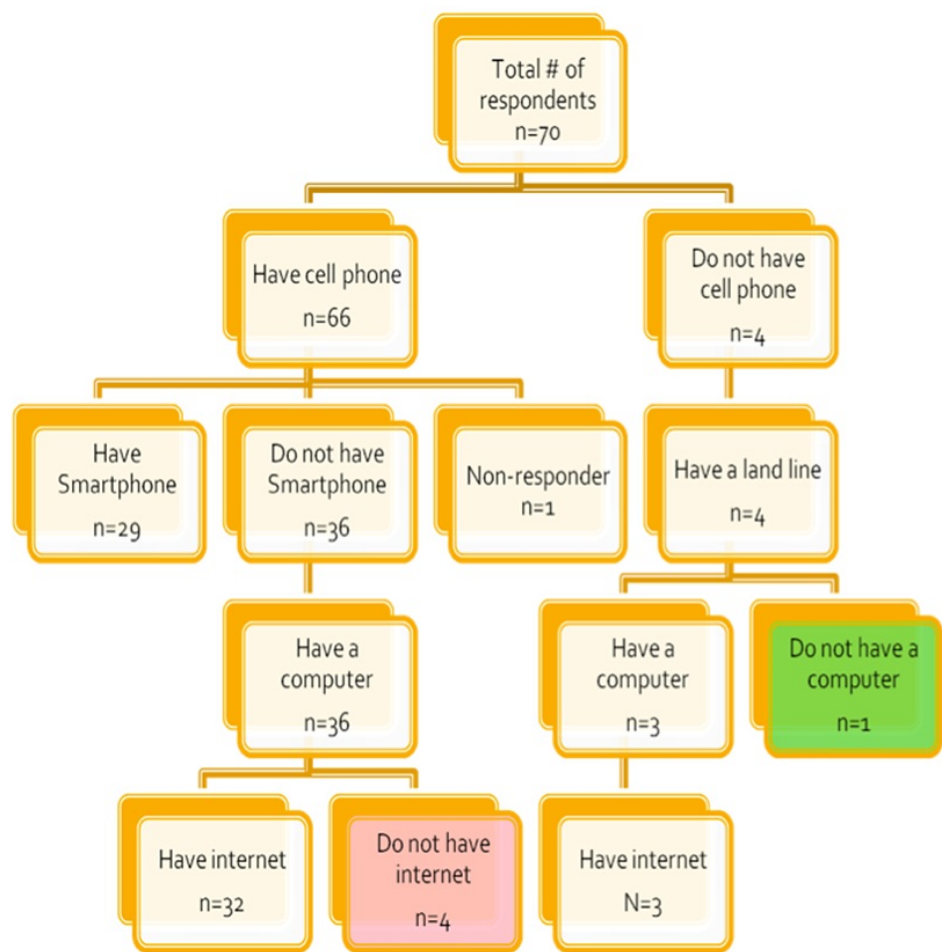 Total # of
respondents
n=70
Have cell phone
n=66
Do not have
cell phone
n=4
Have
Smartphone
n=29
Do not have
Smartphone
n=36
Non-responder
n=1
Have a land line
n=4
Have a
computer
n=36
Have a
computer
n=3
Do not have a
computer
n=1
Have internet
n=32
Do not have
internet
n=4
Have internet
N=3